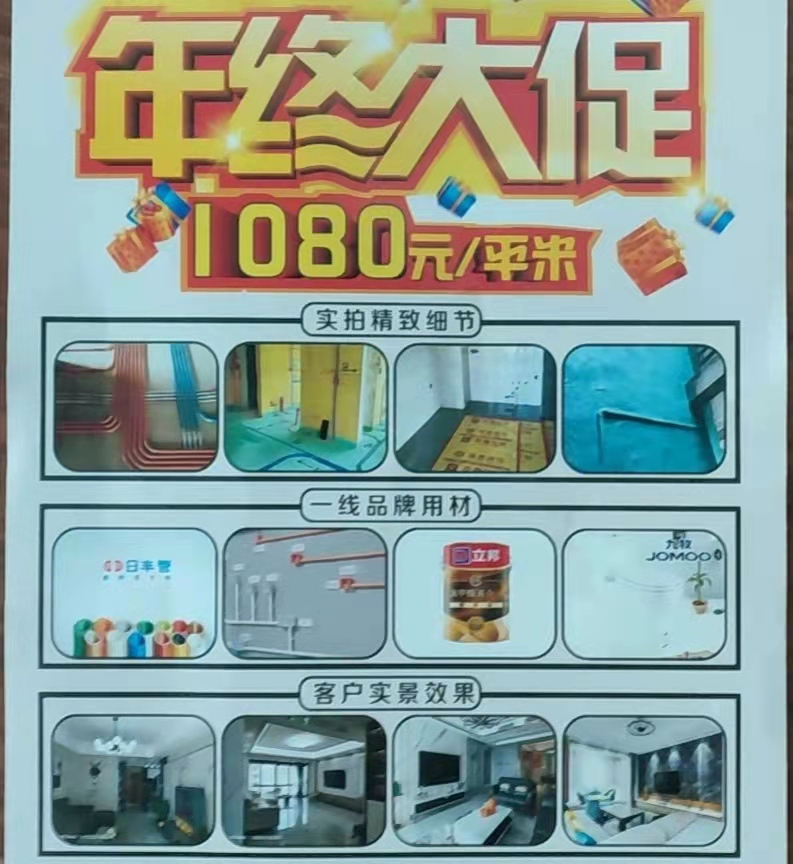 年终大促
1080元/平米
实拍精致细节
一线品牌用材
日丰管
立邦
九牧
JOMOO
客户实景效果